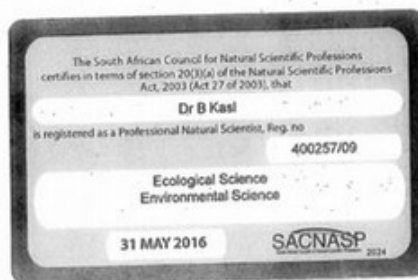 The South African Council for Natural Scientific Professions
certifies in terms of section 20(3)(a) of the Natural Scientific Professions
Act, 2003 (Act 27 of 2003), that
Dr B Kasl
is registered as a Professional Natural Scientist, Reg. no
400257/09
Ecological Science
Environmental Science
31 MAY 2016
SACNASP
2024